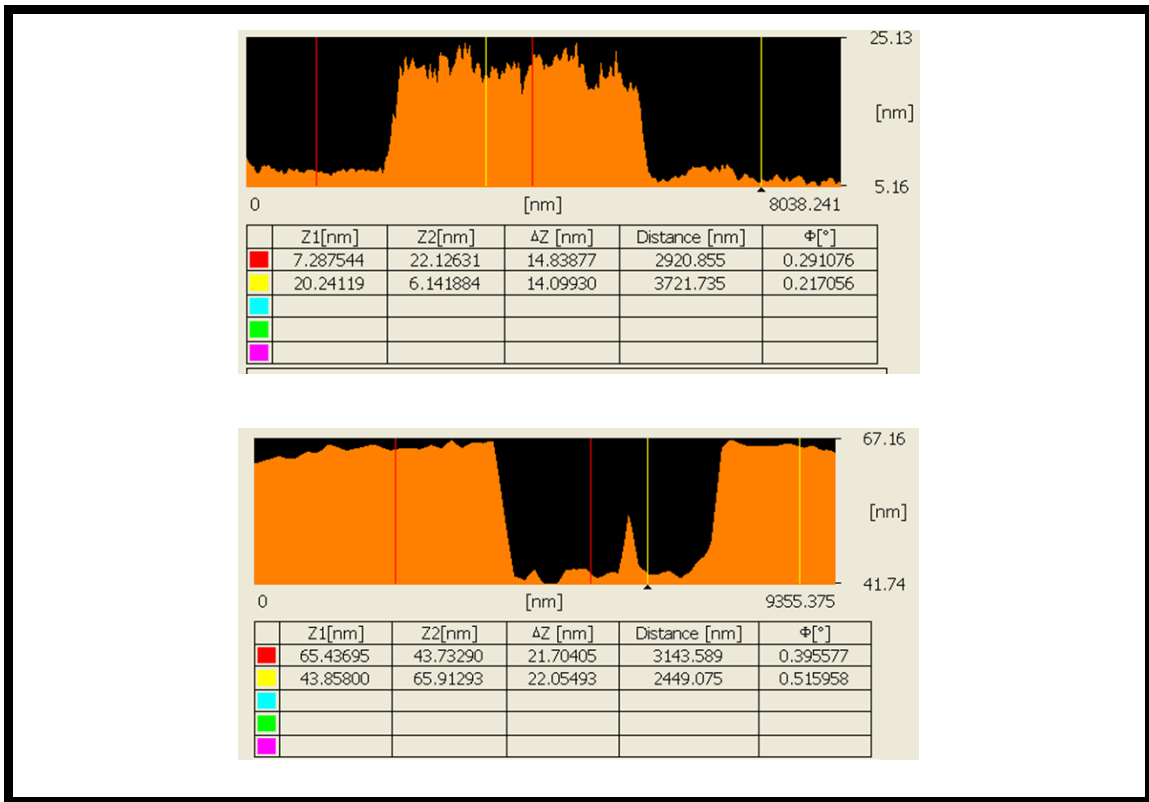 25.13
[nm]
5.16
0 [nm] 8038.241
Z1[nm] Z2[nm] ΔZ [nm] Distance [nm] Φ[°]
7.287544 22.12631 14.83877 2920.855 0.291076
20.24119 6.141884 14.09930 3721.735 0.217056
67.16
[nm]
41.74
0 [nm] 9355.375
Z1[nm] Z2[nm] ΔZ [nm] Distance [nm] Φ[°]
65.43695 43.73290 21.70405 3143.589 0.395577
43.85800 65.91293 22.05493 2449.075 0.515958